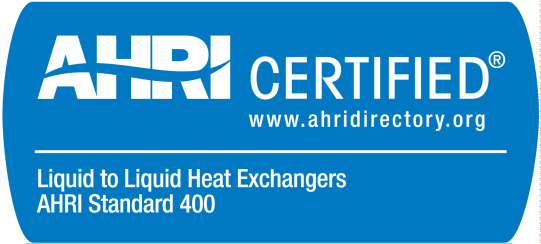 AHRI CERTIFIED®
www.ahridirectory.org
Liquid to Liquid Heat Exchangers
AHRI Standard 400